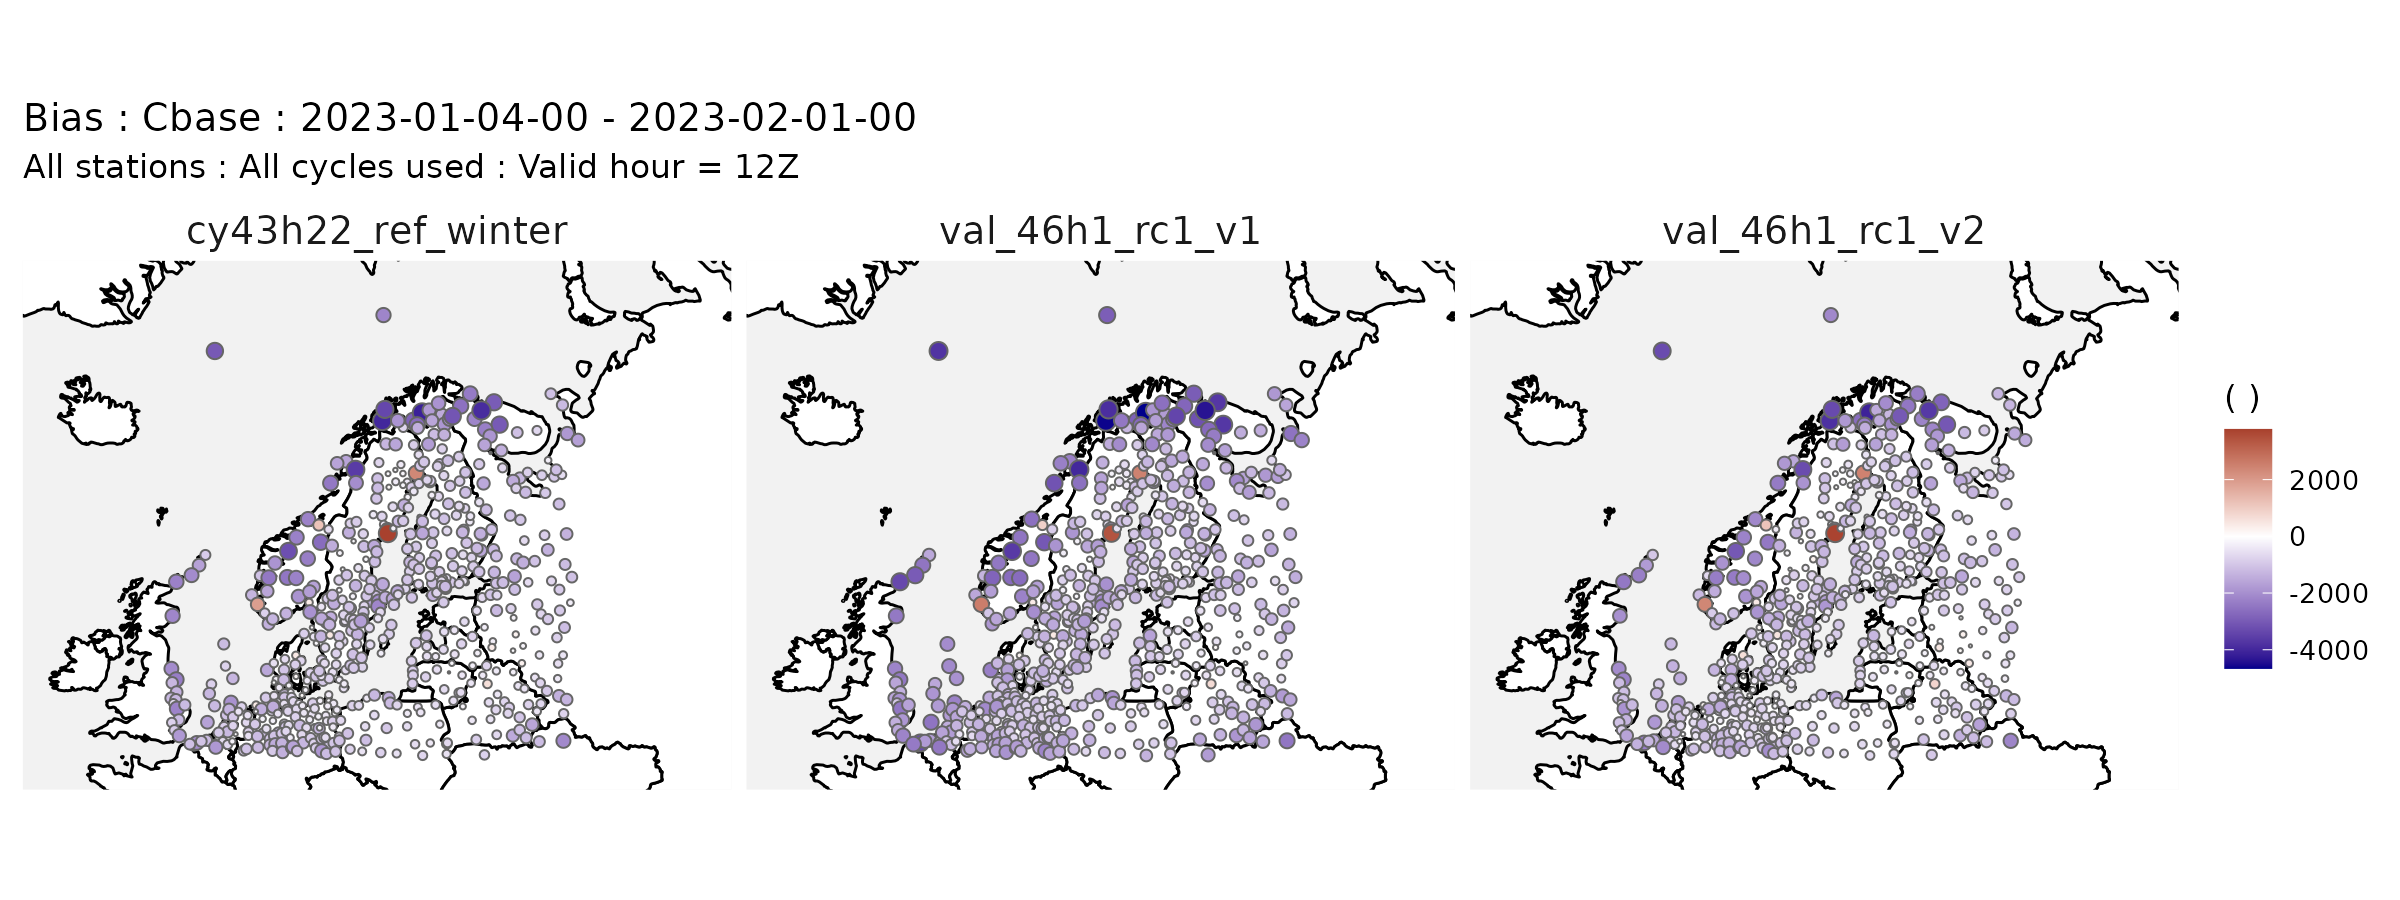 Bias : Cbase : 2023-01-04-00 - 2023-02-01-00
All stations : All cycles used : Valid hour = 12Z
cy43h22_ref_winter
val_46h1_rc1_v1
val_46h1_rc1_v2
( )
2000
0
-2000
-4000